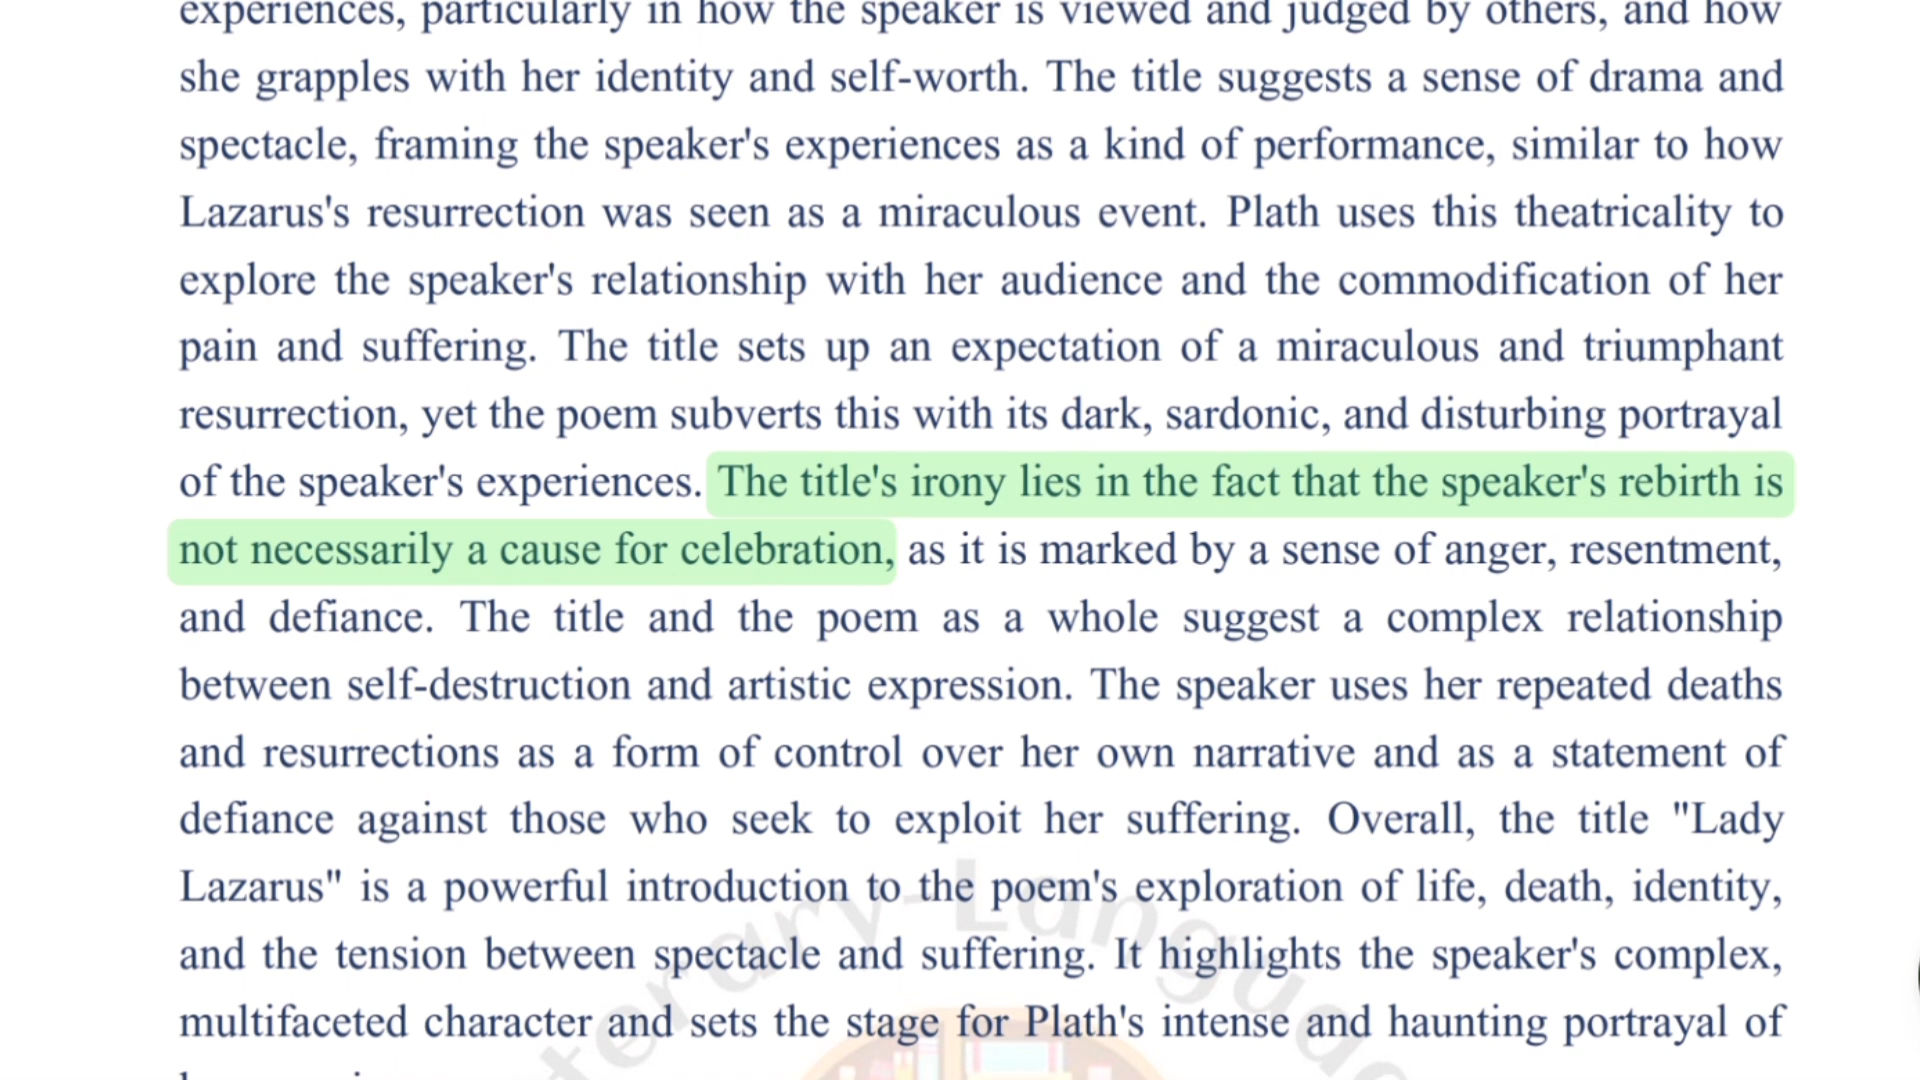 experiences, particularly in how the speaker is viewed and judged by others, and how
she grapples with her identity and self-worth. The title suggests a sense of drama and
spectacle, framing the speaker's experiences as a kind of performance, similar to how
Lazarus's resurrection was seen as a miraculous event. Plath uses this theatricality to
explore the speaker's relationship with her audience and the commodification of her
pain and suffering. The title sets up an expectation of a miraculous and triumphant
resurrection, yet the poem subverts this with its dark, sardonic, and disturbing portrayal
of the speaker's experiences. The title's irony lies in the fact that the speaker's rebirth is
not necessarily a cause for celebration, as it is marked by a sense of anger, resentment,
and defiance. The title and the poem as a whole suggest a complex relationship
between self-destruction and artistic expression. The speaker uses her repeated deaths
and resurrections as a form of control over her own narrative and as a statement of
defiance against those who seek to exploit her suffering. Overall, the title "Lady
Lazarus" is a powerful introduction to the poem's exploration of life, death, identity,
and the tension between spectacle and suffering. It highlights the speaker's complex,
multifaceted character and sets the stage for Plath's intense and haunting portrayal of